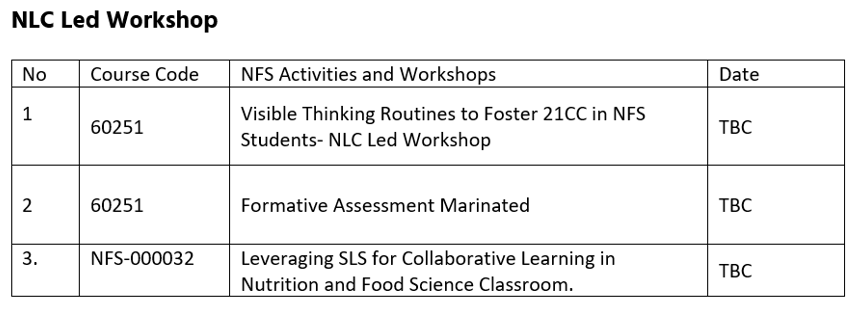 NLC Led Workshop
No Course Code NFS Activities and Workshops Date
1 60251 Visible Thinking Routines to Foster 21CC in NFS
Students- NLC Led Workshop TBC
2 60251 Formative Assessment Marinated TBC
3. NFS-000032 Leveraging SLS for Collaborative Learning in
Nutrition and Food Science Classroom. TBC